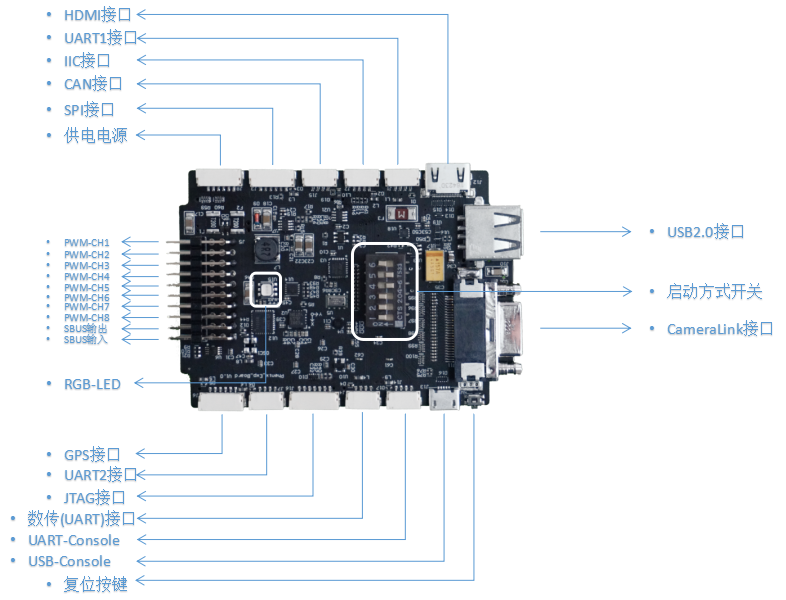 HDMI接口
UART1接口
IIC接口
CAN接口
SPI接口
供电电源
PWM-CH1
PWM-CH2
PWM-CH3
PWM-CH4
PWM-CH5
PWM-CH6
PWM-CH7
PWM-CH8
SBUS输出
SBUS输入
RGB-LED
USB2.0接口
启动方式开关
CameraLink接口
GPS接口
UART2接口
JTAG接口
数传(UART)接口
UART-Console
USB-Console
复位按键